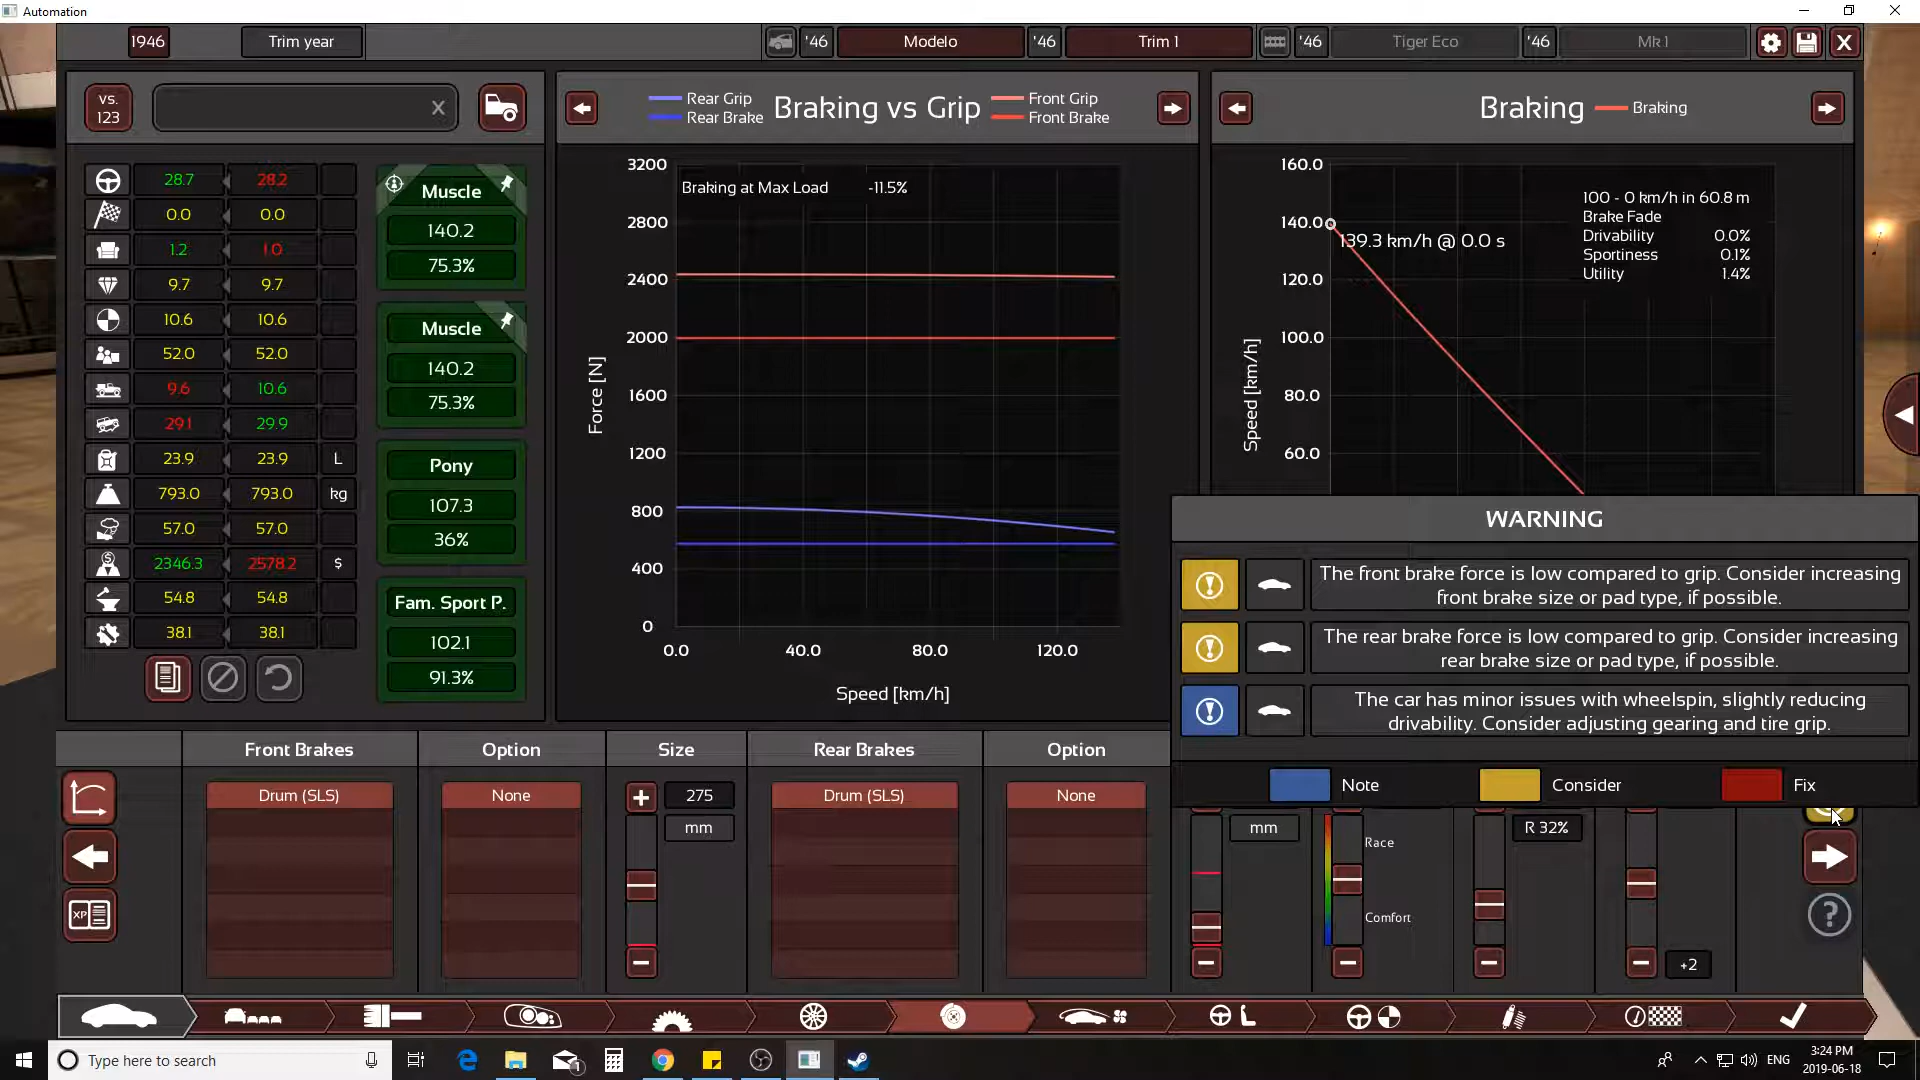 Automation
1946
Trim year
'46
Modelo
'46
Trim 1
'46
Tiger Eco
'46
Mk 1
vs.
123
X
28.7
28.2
0.0
0.0
1.2
1.0
9.7
9.7
10.6
10.6
52.0
52.0
9.6
10.6
29.1
29.9
23.9
23.9
L
793.0
793.0
kg
57.0
57.0
2346.3
2578.2
$
54.8
54.8
38.1
38.1
Muscle
140.2
75.3%
Muscle
140.2
75.3%
Pony
107.3
36%
Fam. Sport P.
102.1
91.3%
Rear Grip
Rear Brake
Braking vs Grip
Front Grip
Front Brake
Braking at Max Load -11.5%
3200
2800
2400
2000
1600
1200
800
400
0
Force [N]
0.0
40.0
80.0
120.0
Speed [km/h]
Braking
Braking
160.0
140.0
120.0
100.0
80.0
60.0
Speed [km/h]
139.3 km/h @ 0.0 s
100 - 0 km/h in 60.8 m
Brake Fade
Drivability 0.0%
Sportiness 0.1%
Utility 1.4%
WARNING
The front brake force is low compared to grip. Consider increasing
front brake size or pad type, if possible.
The rear brake force is low compared to grip. Consider increasing
rear brake size or pad type, if possible.
The car has minor issues with wheelspin, slightly reducing
drivability. Consider adjusting gearing and tire grip.
Note
Consider
Fix
Front Brakes
Option
Size
Rear Brakes
Option
Drum (SLS)
None
275
mm
Drum (SLS)
None
mm
Race
Comfort
R 32%
+2
XP
?
Type here to search
1
ENG
3:24 PM
2019-06-18